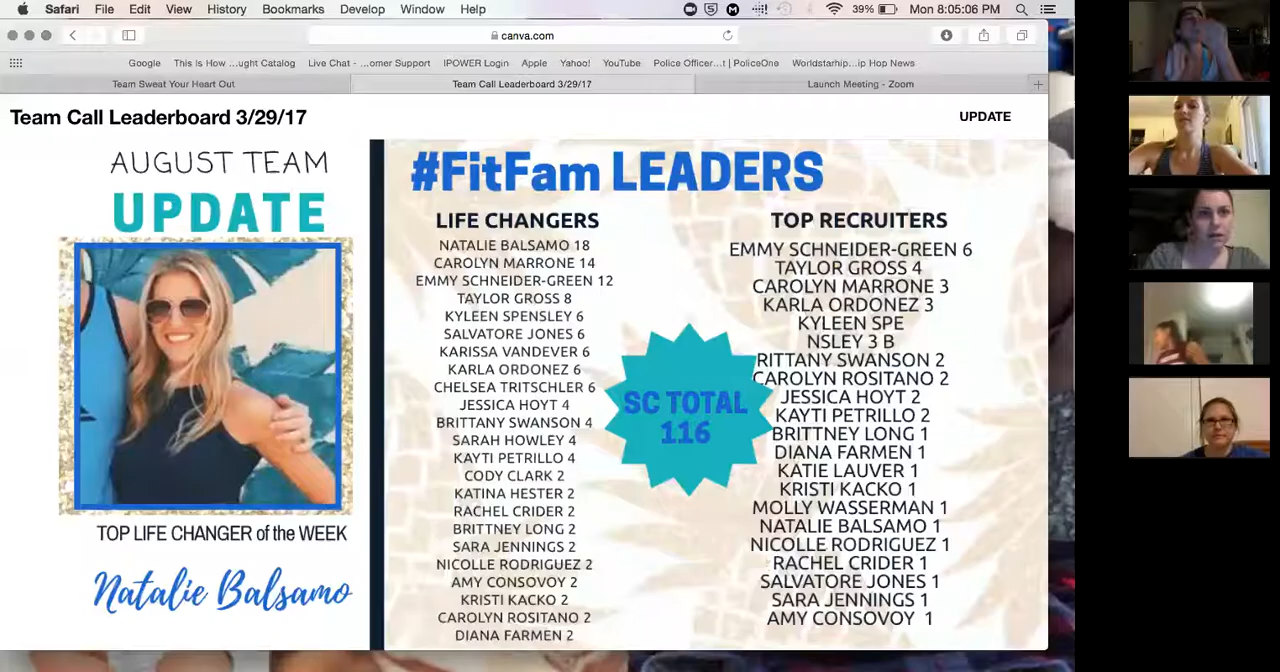 Safari File Edit View History Bookmarks Develop Window Help
39% Mon 8:05:06 PM
canva.com
Google This is How ...ught Catalog Live Chat - ...omer Support IPOWER Login Apple Yahoo! YouTube Police Officer...t | PoliceOne Worldstarhip...ip Hop News
Team Sweat Your Heart Out Team Call Leaderboard 3/29/17 Launch Meeting - Zoom
Team Call Leaderboard 3/29/17
UPDATE
AUGUST TEAM
UPDATE
TOP LIFE CHANGER of the WEEK
Natalie Balsamo
#FitFam LEADERS
LIFE CHANGERS
NATALIE BALSAMO 18
CAROLYN MARRONE 14
EMMY SCHNEIDER-GREEN 12
TAYLOR GROSS 8
KYLEEN SPENSLEY 6
SALVATORE JONES 6
KARISSA VANDEVER 6
KARLA ORDONEZ 6
CHELSEA TRITSCHLER 6
JESSICA HOYT 4
BRITTANY SWANSON 4
SARAH HOWLEY 4
KAYTI PETRILLO 4
CODY CLARK 2
KATINA HESTER 2
RACHEL CRIDER 2
BRITTNEY LONG 2
SARA JENNINGS 2
NICOLLE RODRIGUEZ 2
AMY CONSOVOY 2
KRISTI KACKO 2
CAROLYN ROSITANO 2
DIANA FARMEN 2
SC TOTAL
116
TOP RECRUITERS
EMMY SCHNEIDER-GREEN 6
TAYLOR GROSS 4
CAROLYN MARRONE 3
KARLA ORDONEZ 3
KYLEEN SPE
NSLEY 3 B
RITTANY SWANSON 2
CAROLYN ROSITANO 2
JESSICA HOYT 2
KAYTI PETRILLO 2
BRITTNEY LONG 1
DIANA FARMEN 1
KATIE LAUVER 1
KRISTI KACKO 1
MOLLY WASSERMAN 1
NATALIE BALSAMO 1
NICOLLE RODRIGUEZ 1
RACHEL CRIDER 1
SALVATORE JONES 1
SARA JENNINGS 1
AMY CONSOVOY 1